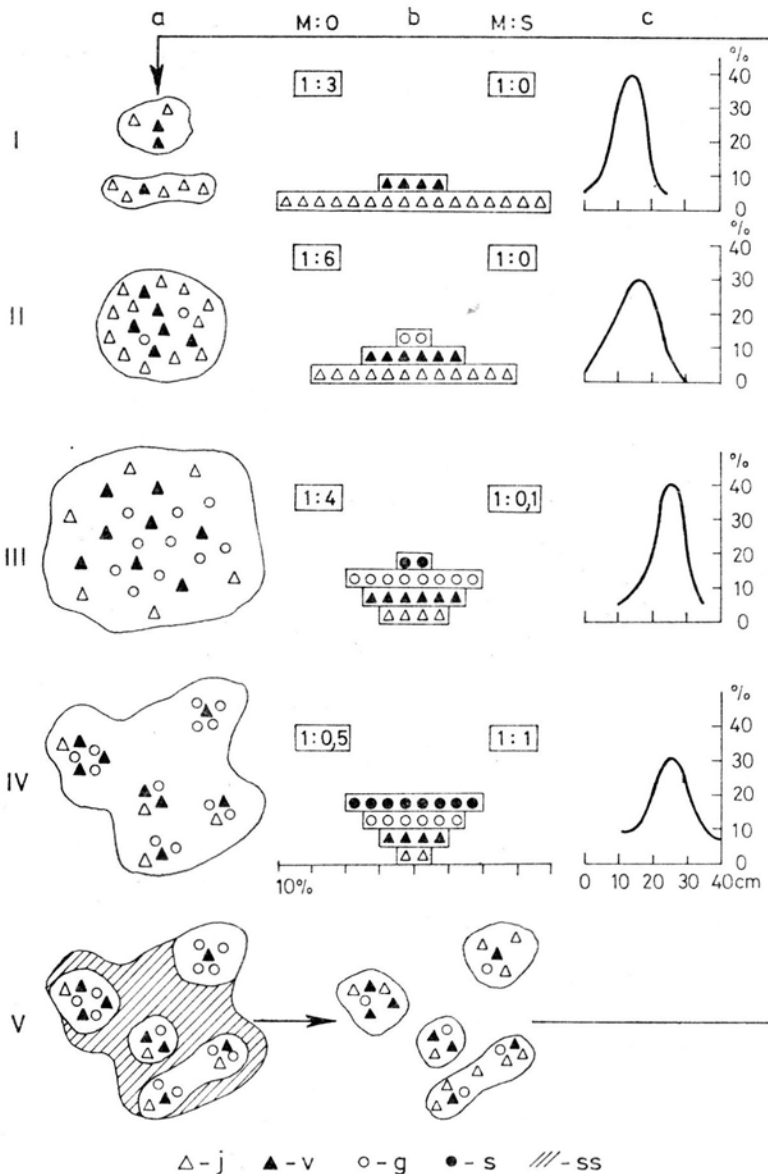 a M:O b M:S c
I 1:3 1:0 % 40 30 20 10 0
II 1:6 1:0 % 40 30 20 10 0
III 1:4 1:0,1 % 40 30 20 10 0
IV 1:0,5 1:1 % 40 30 20 10 0
10% 0 10 20 30 40 cm
V
△ - j ▲ - v ○ - g ● - s /// - ss